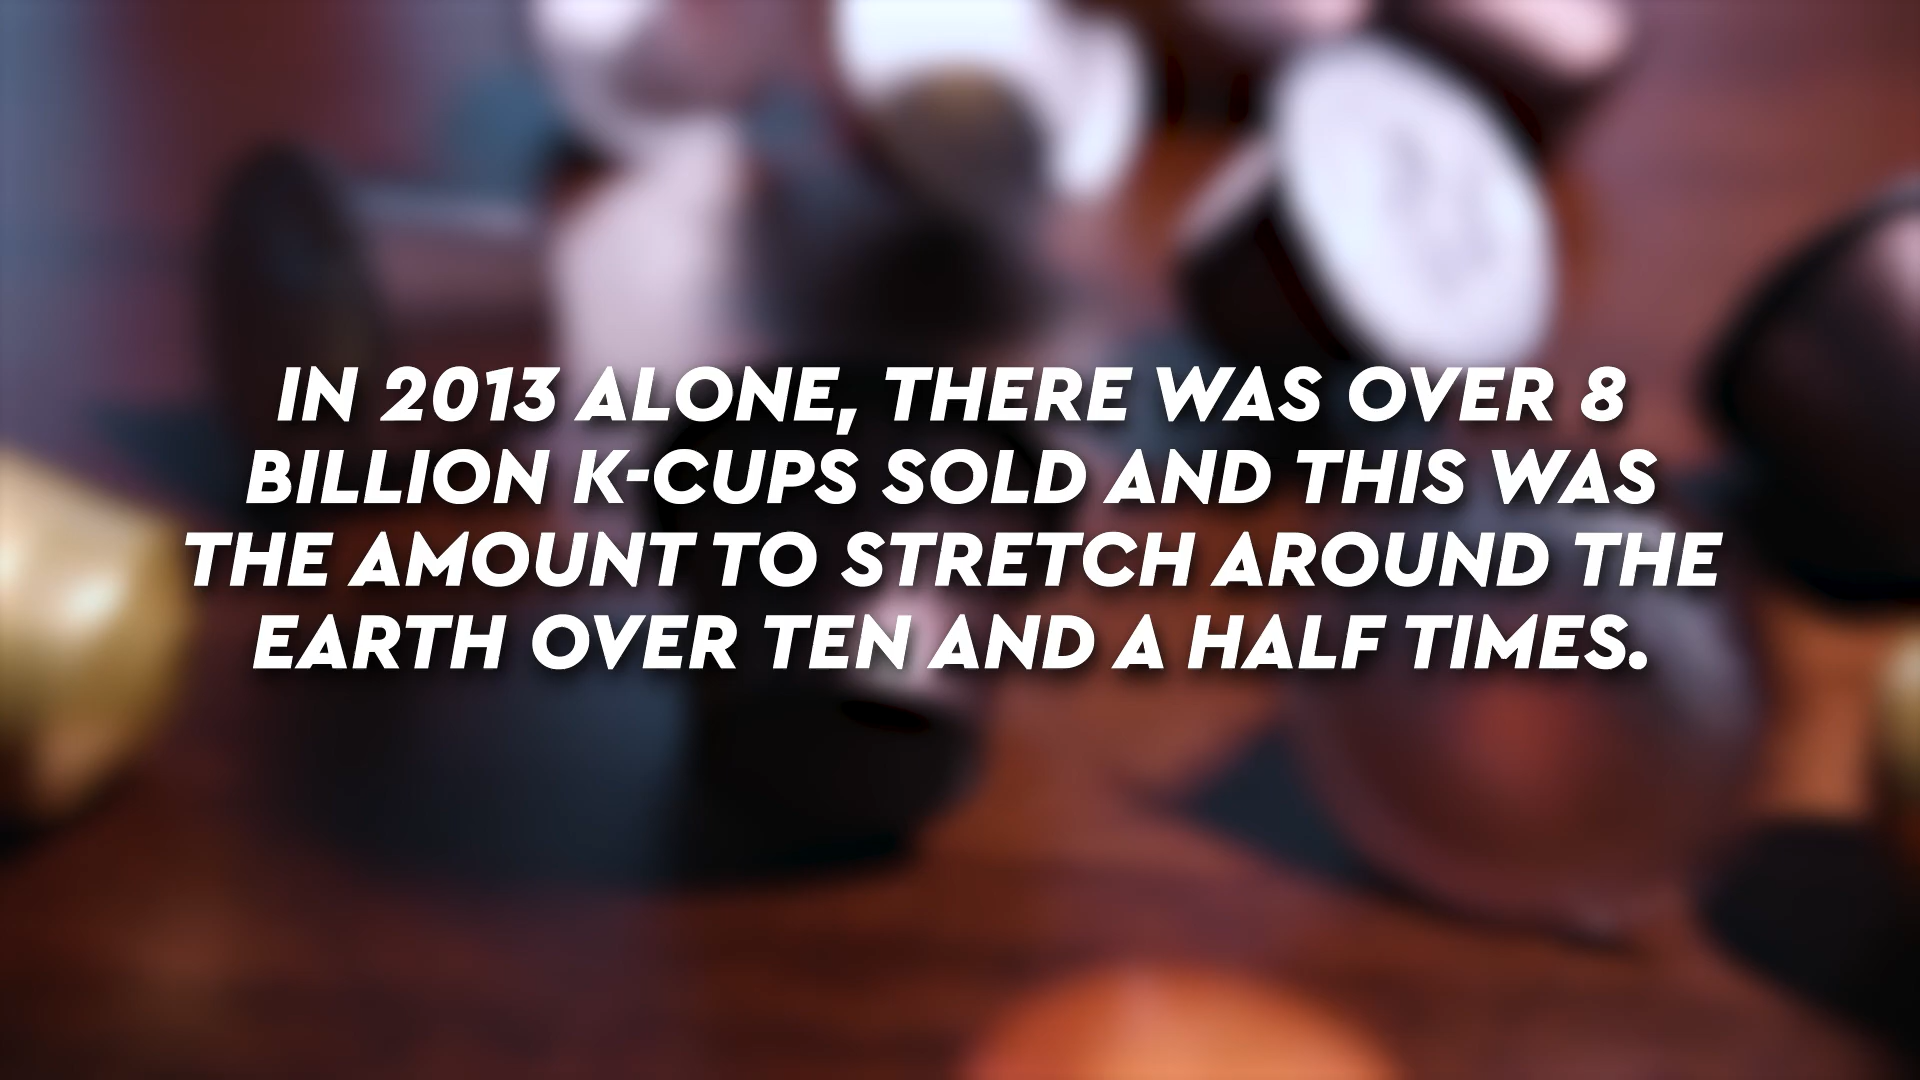 IN 2013 ALONE, THERE WAS OVER 8
BILLION K-CUPS SOLD AND THIS WAS
THE AMOUNT TO STRETCH AROUND THE
EARTH OVER TEN AND A HALF TIMES.